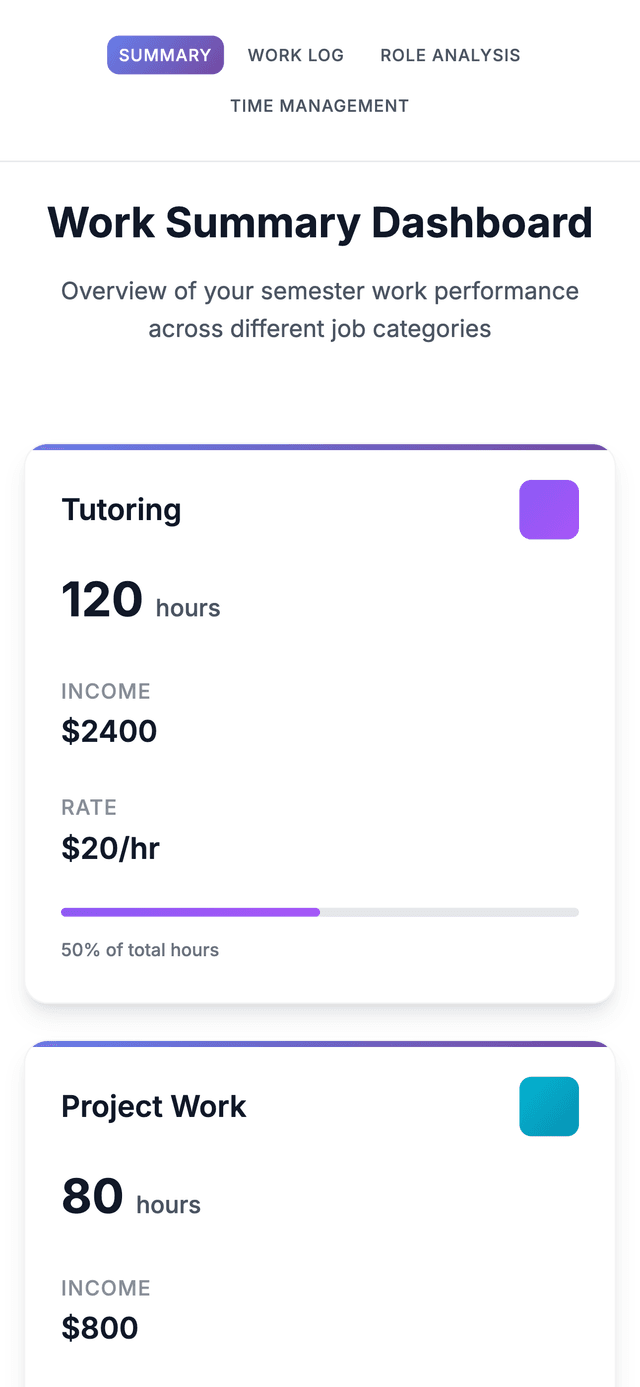 SUMMARY WORK LOG ROLE ANALYSIS
TIME MANAGEMENT
Work Summary Dashboard
Overview of your semester work performance
across different job categories
Tutoring
120 hours
INCOME
$2400
RATE
$20/hr
50% of total hours
Project Work
80 hours
INCOME
$800